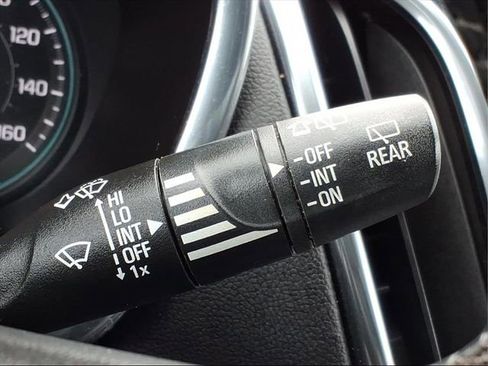 120
140
160
HI
LO
INT
OFF
1x
-OFF
-INT
-ON
REAR